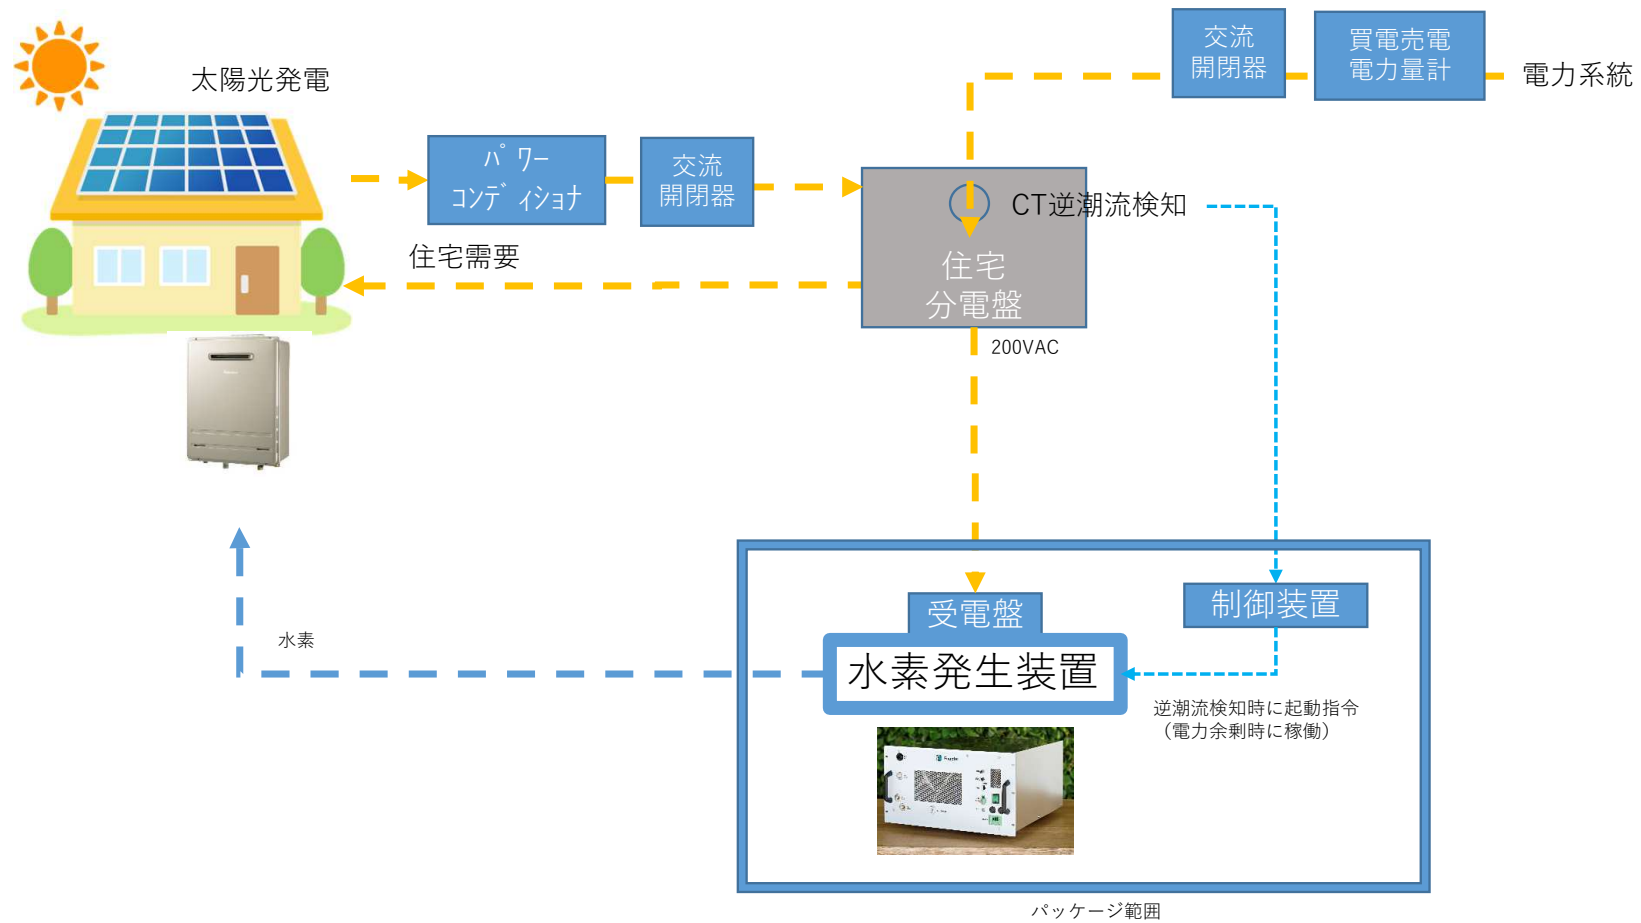 太陽光発電
交流
開閉器
買電売電
電力量計
電力系統
パワー
コンディショナ
交流
開閉器
CT逆潮流検知
住宅需要
住宅
分電盤
200VAC
受電盤
制御装置
水素
水素発生装置
逆潮流検知時に起動指令
（電力余剰時に稼働）
パッケージ範囲